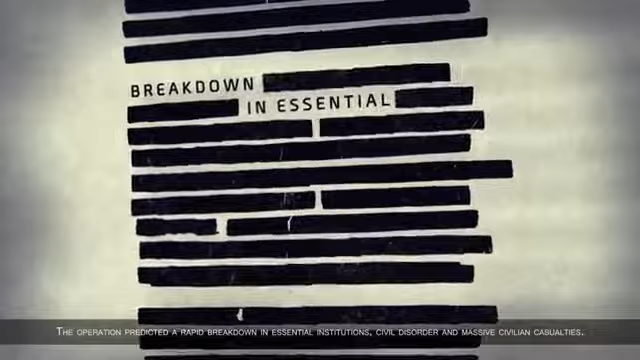 BREAKDOWN
IN ESSENTIAL
THE OPERATION PREDICTED A RAPID BREAKDOWN IN ESSENTIAL INSTITUTIONS, CIVIL DISORDER AND MASSIVE CIVILIAN CASUALTIES.